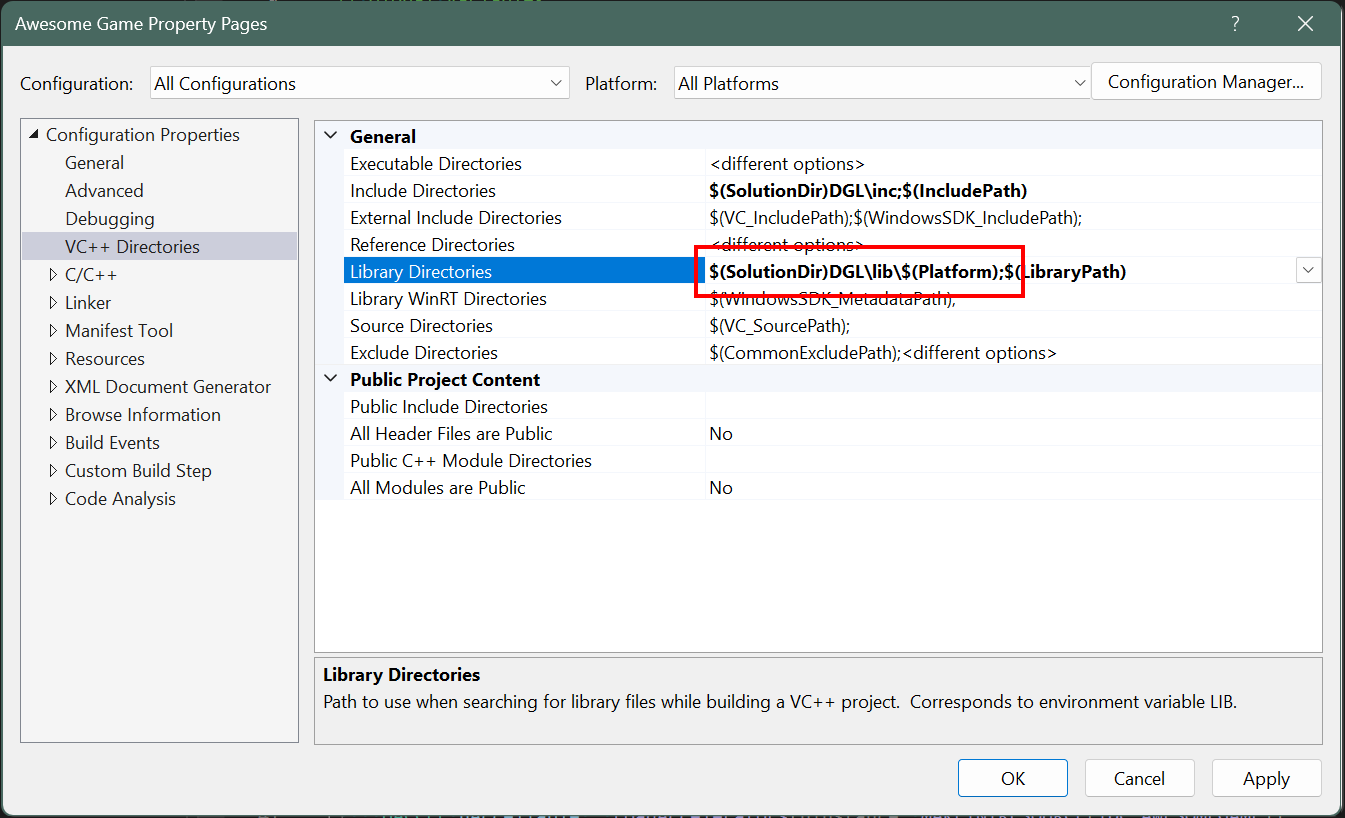 Awesome Game Property Pages
?
Configuration: All Configurations Platform: All Platforms Configuration Manager...
Configuration Properties
General
Advanced
Debugging
VC++ Directories
C/C++
Linker
Manifest Tool
Resources
XML Document Generator
Browse Information
Build Events
Custom Build Step
Code Analysis
General
Executable Directories <different options>
Include Directories $(SolutionDir)DGL\inc;$(IncludePath)
External Include Directories $(VC_IncludePath);$(WindowsSDK_IncludePath);
Reference Directories <different options>
Library Directories $(SolutionDir)DGL\lib\$(Platform);$(LibraryPath)
Library WinRT Directories $(WindowsSDK_MetadataPath);
Source Directories $(VC_SourcePath);
Exclude Directories $(CommonExcludePath);<different options>
Public Project Content
Public Include Directories
All Header Files are Public No
Public C++ Module Directories
All Modules are Public No
Library Directories
Path to use when searching for library files while building a VC++ project.  Corresponds to environment variable LIB.
OK Cancel Apply